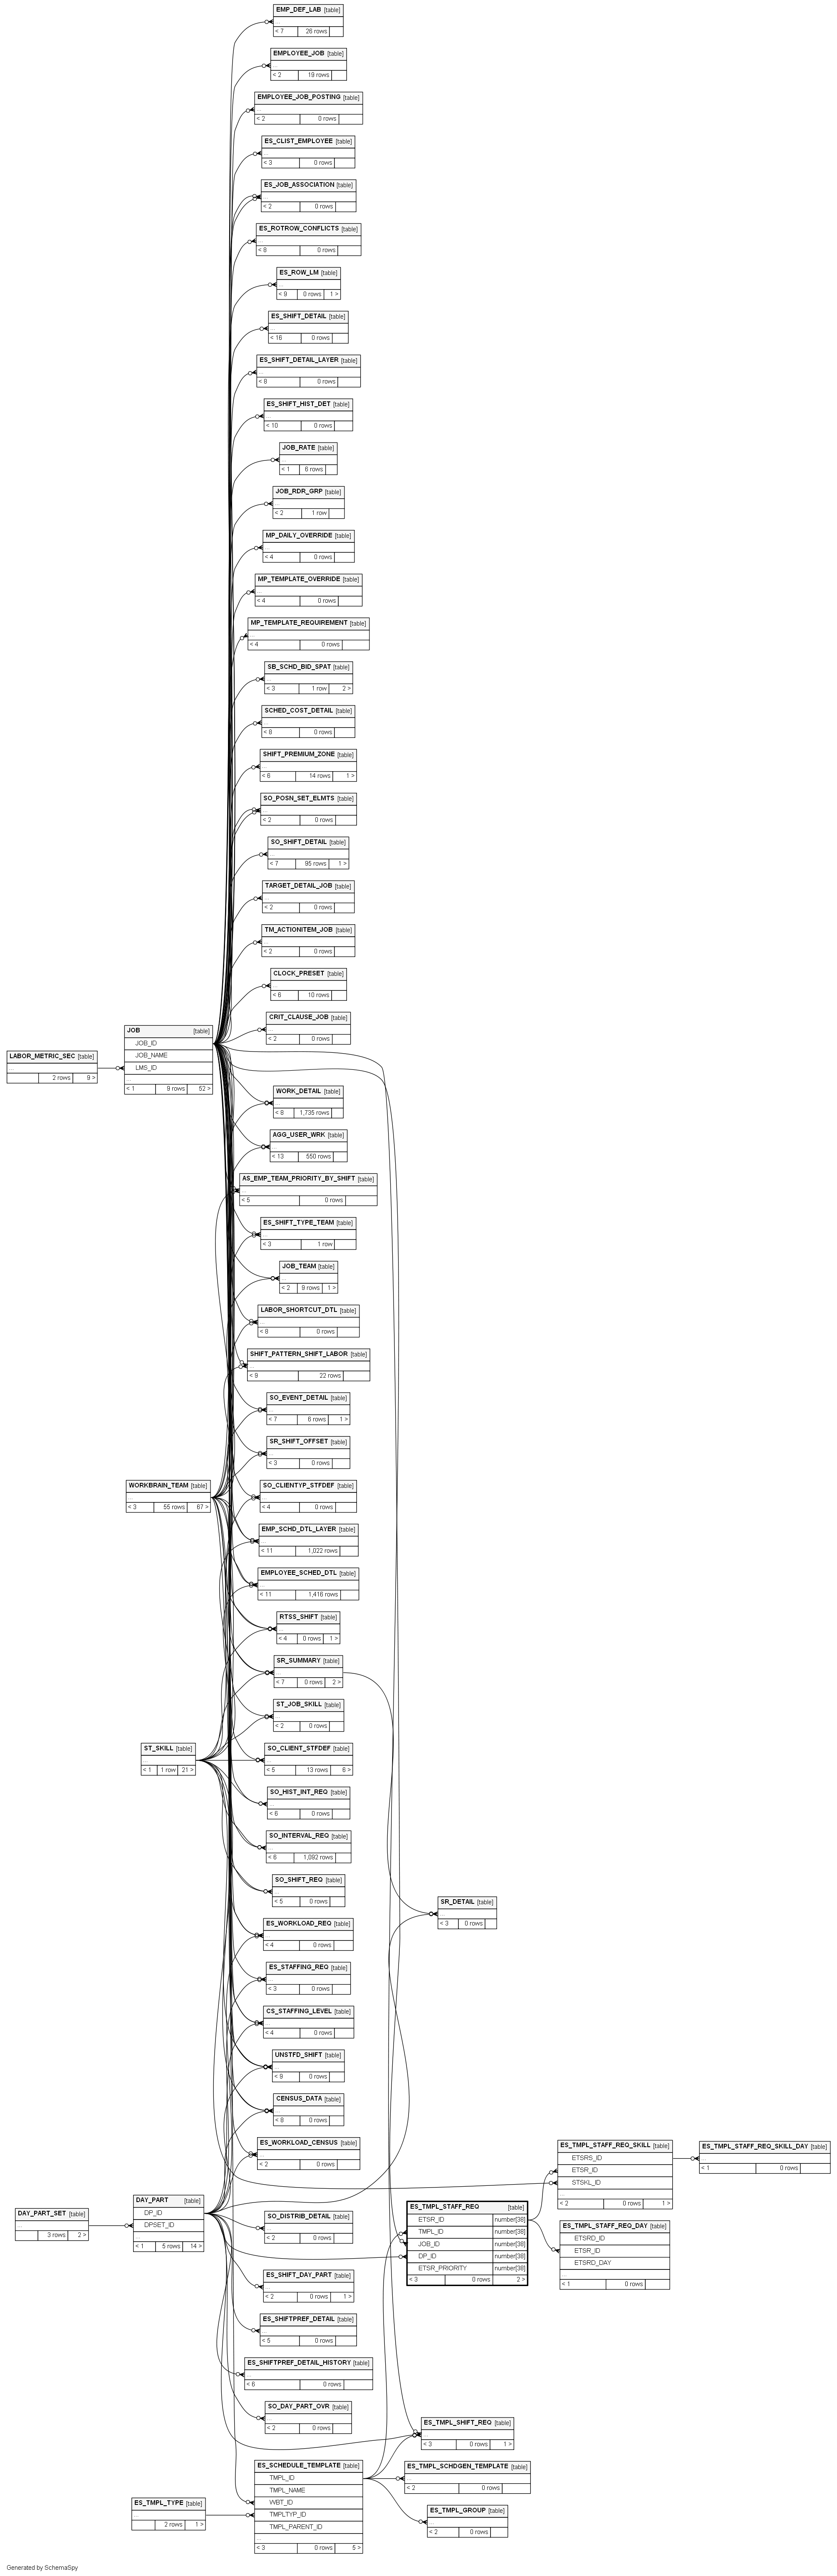 EMP_DEF_LAB [table]
...
< 7 26 rows
EMPLOYEE_JOB [table]
...
< 2 19 rows
EMPLOYEE_JOB_POSTING [table]
...
< 2 0 rows
ES_CLIST_EMPLOYEE [table]
...
< 3 0 rows
ES_JOB_ASSOCIATION [table]
...
< 2 0 rows
ES_ROTROW_CONFLICTS [table]
...
< 8 0 rows
ES_ROW_LM [table]
...
< 9 0 rows 1 >
ES_SHIFT_DETAIL [table]
...
< 16 0 rows
ES_SHIFT_DETAIL_LAYER [table]
...
< 8 0 rows
ES_SHIFT_HIST_DET [table]
...
< 10 0 rows
JOB_RATE [table]
...
< 1 6 rows
JOB_RDR_GRP [table]
...
< 2 1 row
MP_DAILY_OVERRIDE [table]
...
< 4 0 rows
MP_TEMPLATE_OVERRIDE [table]
...
< 4 0 rows
MP_TEMPLATE_REQUIREMENT [table]
...
< 4 0 rows
SB_SCHD_BID_SPAT [table]
...
< 3 1 row 2 >
SCHED_COST_DETAIL [table]
...
< 8 0 rows
SHIFT_PREMIUM_ZONE [table]
...
< 6 14 rows 1 >
SO_POSN_SET_ELMTS [table]
...
< 2 0 rows
SO_SHIFT_DETAIL [table]
...
< 7 95 rows 1 >
TARGET_DETAIL_JOB [table]
...
< 2 0 rows
TM_ACTIONITEM_JOB [table]
...
< 2 0 rows
CLOCK_PRESET [table]
...
< 6 10 rows
CRIT_CLAUSE_JOB [table]
...
< 2 0 rows
JOB [table]
JOB_ID
JOB_NAME
LMS_ID
...
< 1 9 rows 52 >
LABOR_METRIC_SEC [table]
...
2 rows 9 >
WORK_DETAIL [table]
...
< 8 1,735 rows
AGG_USER_WRK [table]
...
< 13 550 rows
AS_EMP_TEAM_PRIORITY_BY_SHIFT [table]
...
< 5 0 rows
ES_SHIFT_TYPE_TEAM [table]
...
< 3 1 row
JOB_TEAM [table]
...
< 2 9 rows 1 >
LABOR_SHORTCUT_DTL [table]
...
< 8 0 rows
SHIFT_PATTERN_SHIFT_LABOR [table]
...
< 9 22 rows
SO_EVENT_DETAIL [table]
...
< 7 6 rows 1 >
SR_SHIFT_OFFSET [table]
...
< 3 0 rows
WORKBRAIN_TEAM [table]
...
< 3 55 rows 67 >
SO_CLIENTYP_STFDEF [table]
...
< 4 0 rows
EMP_SCHD_DTL_LAYER [table]
...
< 11 1,022 rows
EMPLOYEE_SCHED_DTL [table]
...
< 11 1,416 rows
RTSS_SHIFT [table]
...
< 4 0 rows 1 >
SR_SUMMARY [table]
...
< 7 0 rows 2 >
ST_JOB_SKILL [table]
...
< 2 0 rows
ST_SKILL [table]
...
< 1 1 row 21 >
SO_CLIENT_STFDEF [table]
...
< 5 13 rows 6 >
SO_HIST_INT_REQ [table]
...
< 6 0 rows
SO_INTERVAL_REQ [table]
...
< 6 1,092 rows
SO_SHIFT_REQ [table]
...
< 5 0 rows
SR_DETAIL [table]
...
< 3 0 rows
ES_WORKLOAD_REQ [table]
...
< 4 0 rows
ES_STAFFING_REQ [table]
...
< 3 0 rows
CS_STAFFING_LEVEL [table]
...
< 4 0 rows
UNSTFD_SHIFT [table]
...
< 9 0 rows
CENSUS_DATA [table]
...
< 8 0 rows
ES_WORKLOAD_CENSUS [table]
...
< 2 0 rows
ES_TMPL_STAFF_REQ_SKILL [table]
ETSRS_ID
ETSR_ID
STSKL_ID
...
< 2 0 rows 1 >
ES_TMPL_STAFF_REQ_SKILL_DAY [table]
...
< 1 0 rows
DAY_PART_SET [table]
...
3 rows 2 >
DAY_PART [table]
DP_ID
DPSET_ID
...
< 1 5 rows 14 >
SO_DISTRIB_DETAIL [table]
...
< 2 0 rows
ES_TMPL_STAFF_REQ [table]
ETSR_ID number[38]
TMPL_ID number[38]
JOB_ID number[38]
DP_ID number[38]
ETSR_PRIORITY number[38]
< 3 0 rows 2 >
ES_TMPL_STAFF_REQ_DAY [table]
ETSRD_ID
ETSR_ID
ETSRD_DAY
...
< 1 0 rows
ES_SHIFT_DAY_PART [table]
...
< 2 0 rows 1 >
ES_SHIFTPREF_DETAIL [table]
...
< 5 0 rows
ES_SHIFTPREF_DETAIL_HISTORY [table]
...
< 6 0 rows
SO_DAY_PART_OVR [table]
...
< 2 0 rows
ES_TMPL_SHIFT_REQ [table]
...
< 3 0 rows 1 >
ES_SCHEDULE_TEMPLATE [table]
TMPL_ID
TMPL_NAME
WBT_ID
TMPLTYP_ID
TMPL_PARENT_ID
...
< 3 0 rows 5 >
ES_TMPL_SCHDGEN_TEMPLATE [table]
...
< 2 0 rows
ES_TMPL_TYPE [table]
...
2 rows 1 >
ES_TMPL_GROUP [table]
...
< 2 0 rows
Generated by SchemaSpy